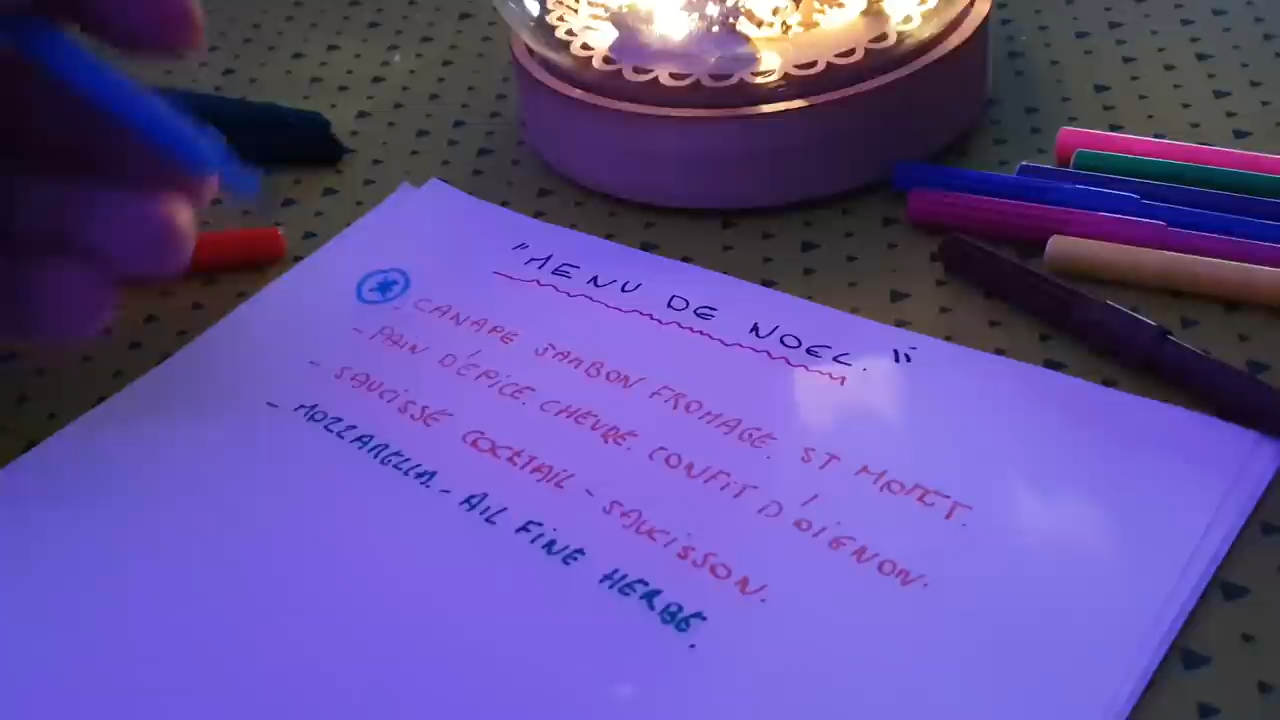 "MENU DE NOEL."
- CANAPE JAMBON FROMAGE. ST MORET.
- PAIN D'ÉPICE. CHÈVRE. CONFIT D'OIGNON.
- SAUCISSE COCKTAIL - SAUCISSON.
- MOZZARELLA. - AIL FINE HERBE.